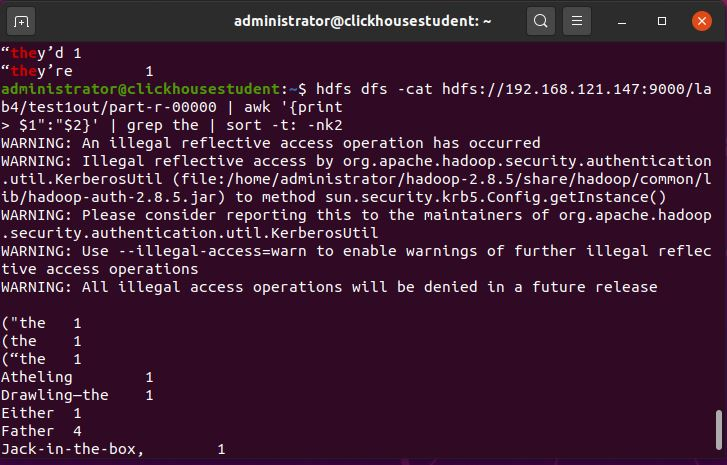 administrator@clickhousestudent: ~
“they’d 1
“they’re 1
administrator@clickhousestudent:~$ hdfs dfs -cat hdfs://192.168.121.147:9000/la
b4/test1out/part-r-00000 | awk '{print
> $1":"$2}' | grep the | sort -t: -nk2
WARNING: An illegal reflective access operation has occurred
WARNING: Illegal reflective access by org.apache.hadoop.security.authentication
.util.KerberosUtil (file:/home/administrator/hadoop-2.8.5/share/hadoop/common/l
ib/hadoop-auth-2.8.5.jar) to method sun.security.krb5.Config.getInstance()
WARNING: Please consider reporting this to the maintainers of org.apache.hadoop
.security.authentication.util.KerberosUtil
WARNING: Use --illegal-access=warn to enable warnings of further illegal reflec
tive access operations
WARNING: All illegal access operations will be denied in a future release
("the 1
(the 1
(“the 1
Atheling 1
Drawling—the 1
Either 1
Father 4
Jack-in-the-box, 1